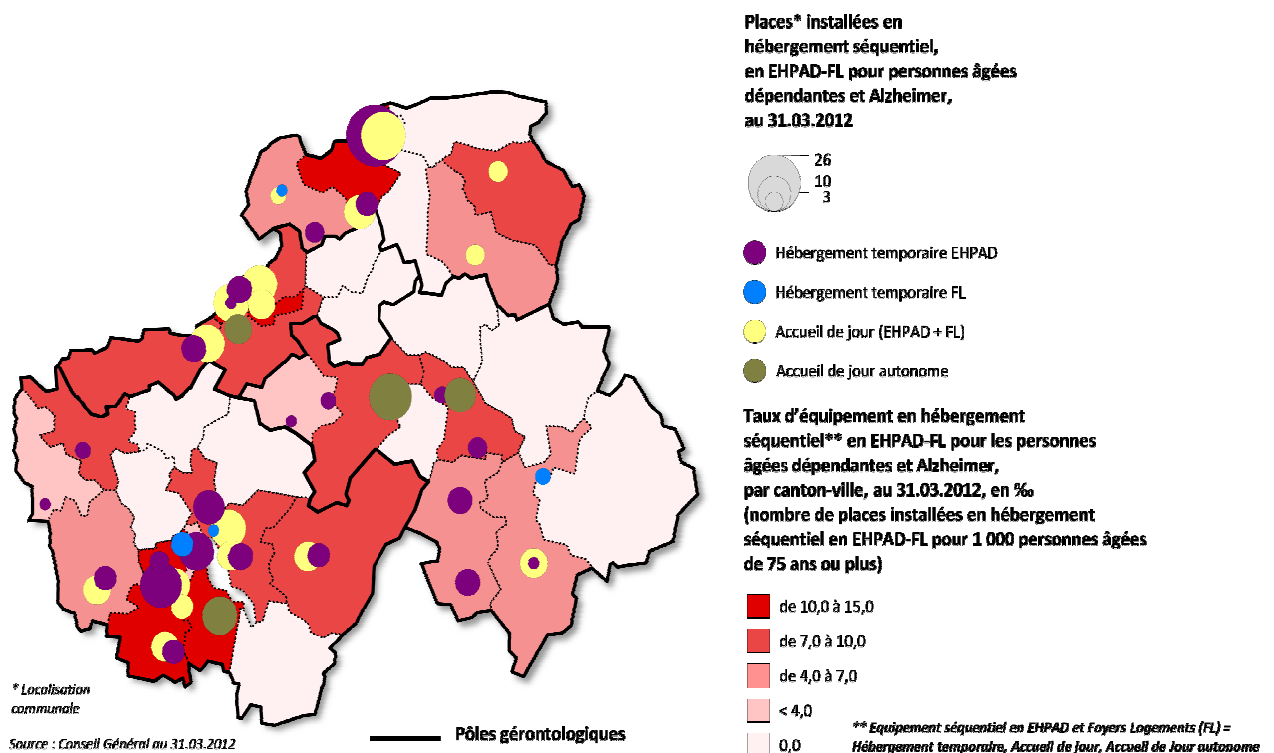 Places* installées en
hébergement séquentiel,
en EHPAD-FL pour personnes âgées
dépendantes et Alzheimer,
au 31.03.2012
26
10
3
Hébergement temporaire EHPAD
Hébergement temporaire FL
Accueil de jour (EHPAD + FL)
Accueil de jour autonome
Taux d'équipement en hébergement
séquentiel** en EHPAD-FL pour les personnes
âgées dépendantes et Alzheimer,
par canton-ville, au 31.03.2012, en ‰
(nombre de places installées en hébergement
séquentiel en EHPAD-FL pour 1 000 personnes âgées
de 75 ans ou plus)
de 10,0 à 15,0
de 7,0 à 10,0
de 4,0 à 7,0
< 4,0
0,0
* Localisation
communale
Source : Conseil Général au 31.03.2012
Pôles gérontologiques
** Equipement séquentiel en EHPAD et Foyers Logements (FL) =
Hébergement temporaire, Accueil de jour, Accueil de jour autonome